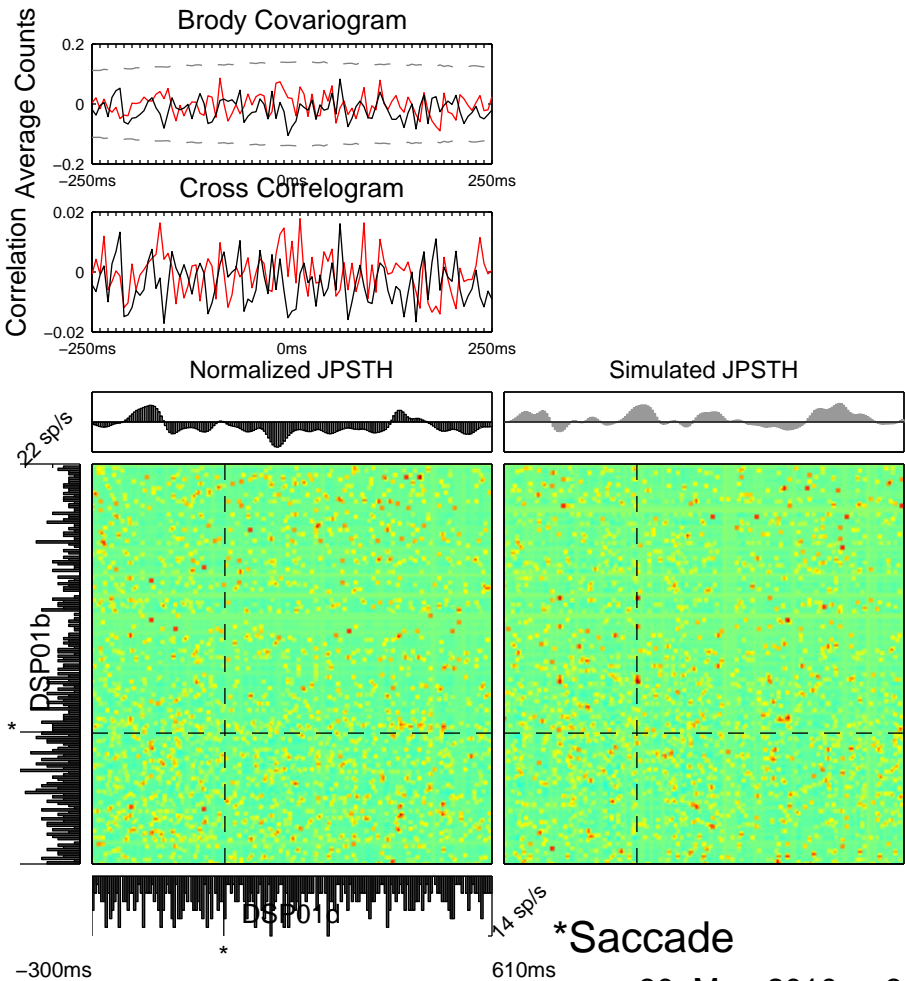 Brody Covariogram
Average Counts
0.2
0
−0.2
−250ms
0ms
250ms
Cross Correlogram
Correlation
0.02
0
−0.02
−250ms
0ms
250ms
Normalized JPSTH
Simulated JPSTH
22 sp/s
DSP01b
*
14 sp/s
*
*Saccade
−300ms
610ms